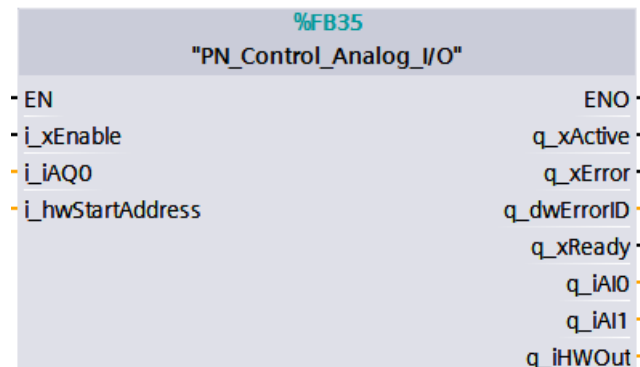 %FB35
"PN_Control_Analog_I/O"
EN ENO
i_xEnable q_xActive
i_iAQ0 q_xError
i_hwStartAddress q_dwErrorID
q_xReady
q_iAI0
q_iAI1
q_iHWOut